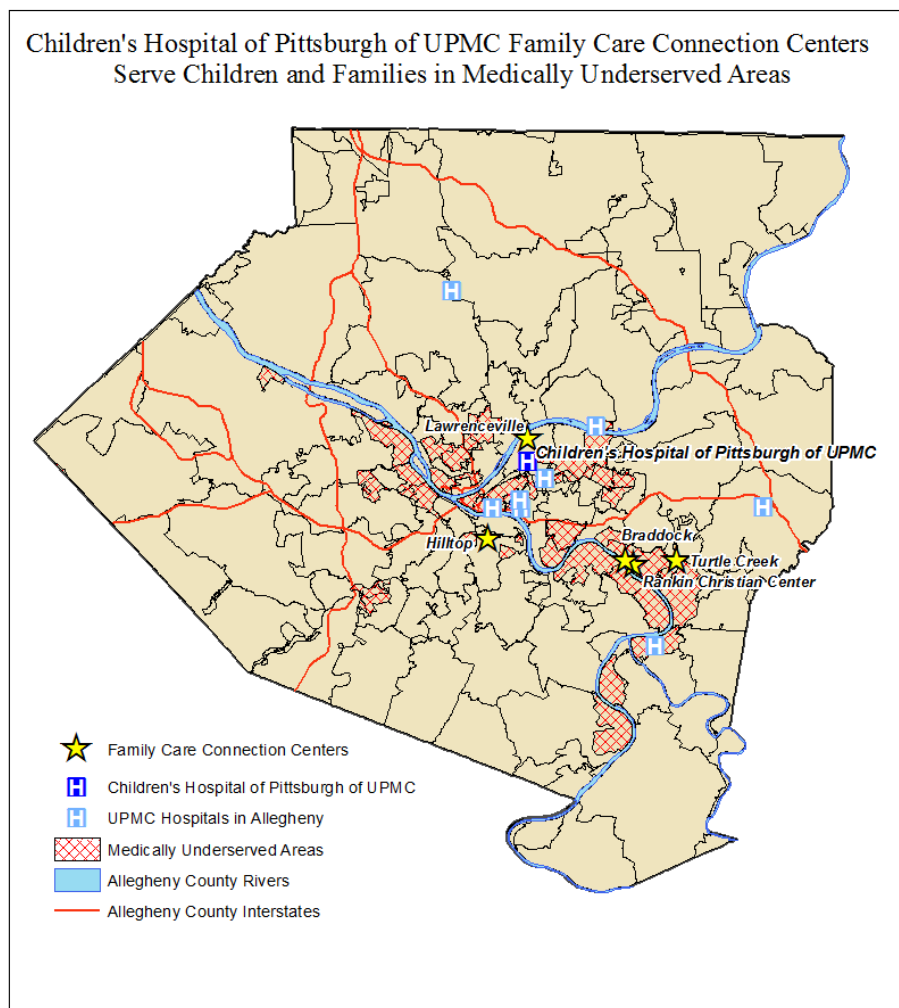 Children's Hospital of Pittsburgh of UPMC Family Care Connection Centers
Serve Children and Families in Medically Underserved Areas
H
Lawrenceville
H
Children's Hospital of Pittsburgh of UPMC
H
H
H
H
H
Hilltop
Braddock
Turtle Creek
Rankin Christian Center
H
Family Care Connection Centers
H Children's Hospital of Pittsburgh of UPMC
H UPMC Hospitals in Allegheny
Medically Underserved Areas
Allegheny County Rivers
Allegheny County Interstates